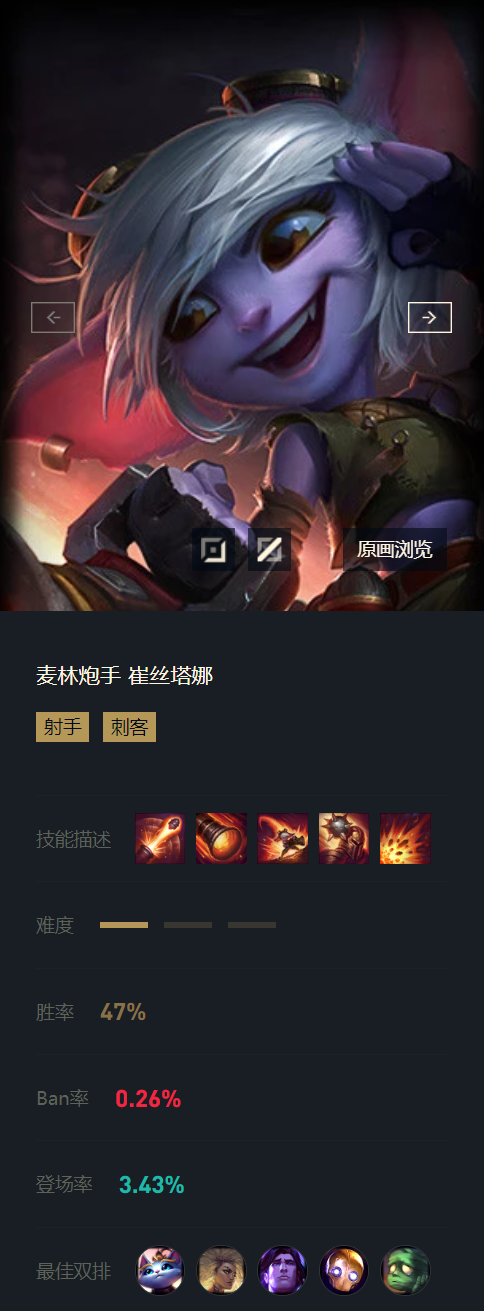 原画浏览
麦林炮手 崔丝塔娜
射手 刺客
技能描述
难度
胜率 47%
Ban率 0.26%
登场率 3.43%
最佳双排